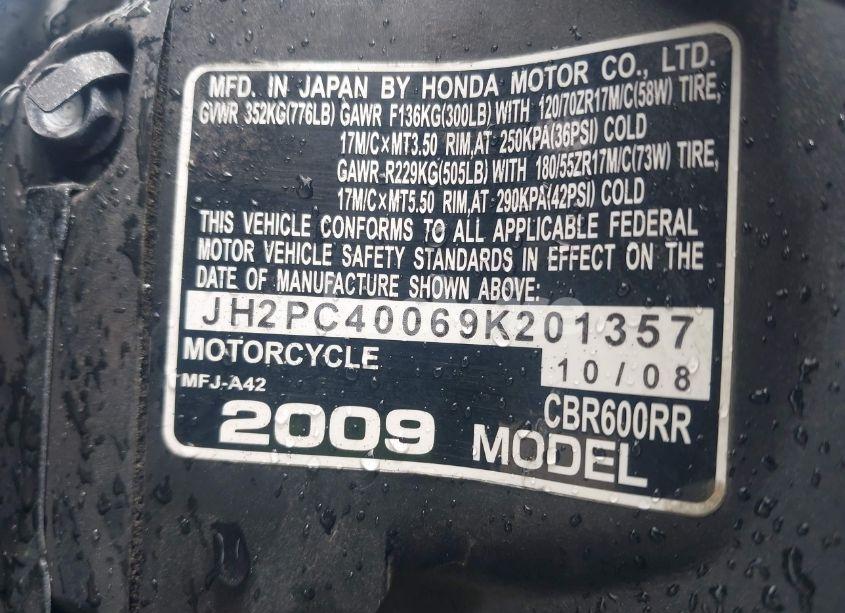 MFD. IN JAPAN BY HONDA MOTOR CO., LTD.
GVWR 352KG(776LB) GAWR F136KG(300LB) WITH 120/70ZR17M/C(58W) TIRE,
17M/C×MT3.50 RIM,AT 250KPA(36PSI) COLD
GAWR-R229KG(505LB) WITH 180/55ZR17M/C(73W) TIRE,
17M/C×MT5.50 RIM,AT 290KPA(42PSI) COLD
THIS VEHICLE CONFORMS TO ALL APPLICABLE FEDERAL
MOTOR VEHICLE SAFETY STANDARDS IN EFFECT ON THE
DATE OF MANUFACTURE SHOWN ABOVE:
JH2PC40069K201357
MOTORCYCLE 10/08
MFJ-A42 CBR600RR
2009 MODEL